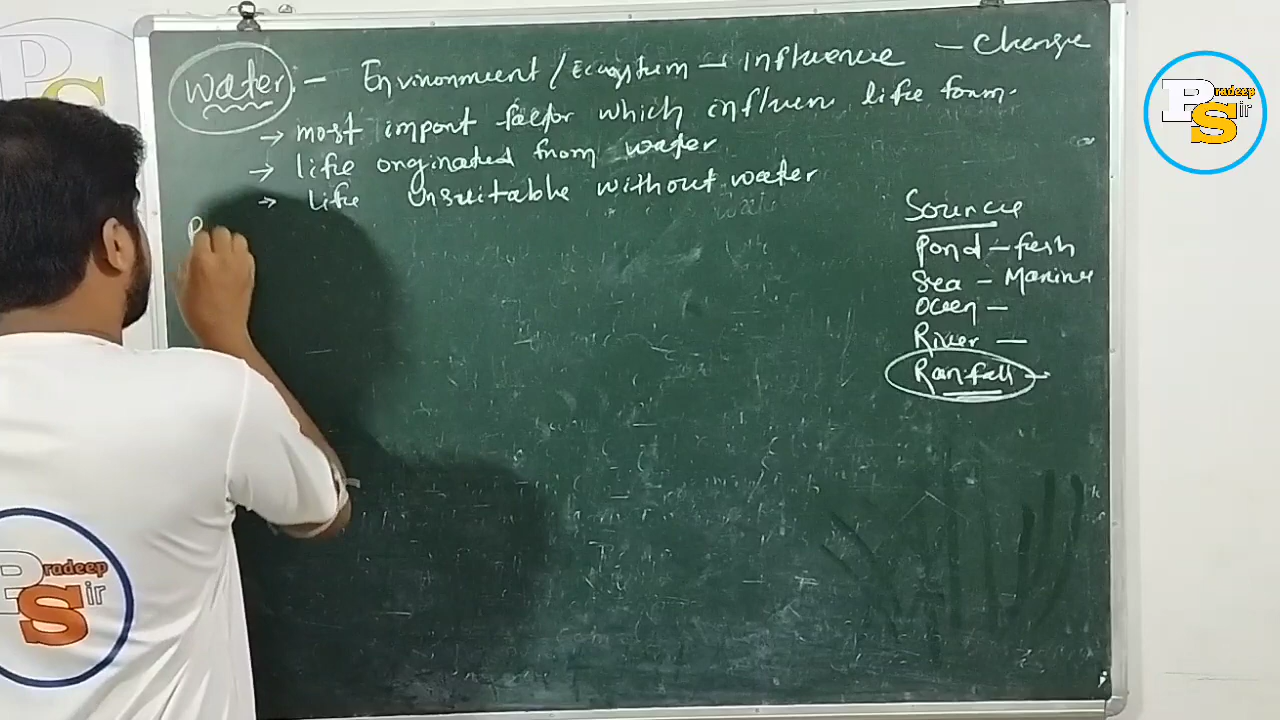 water :- Environment / Ecosystem - influence - Change
→ most import factor which influen life form.
→ life originated from water
→ life Unsuitable without water
P
Source
Pond - fresh
Sea - Marine
Ocen -
River -
Rainfall -
PS
Pradeep
Sir
PS
Pradeep
Sir